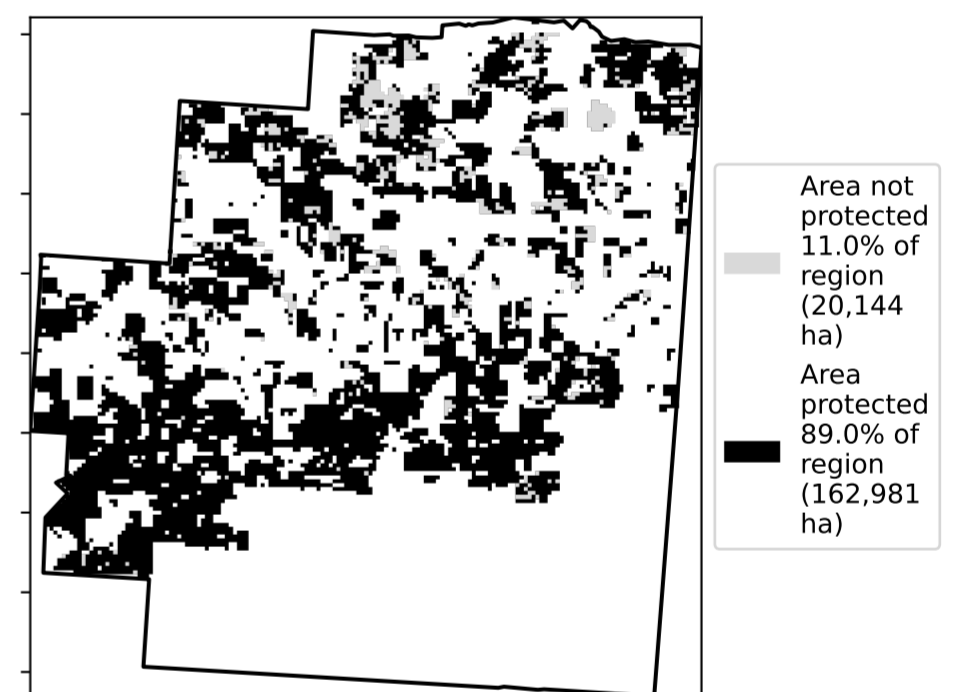 Area not
protected
11.0% of
region
(20,144
ha)
Area
protected
89.0% of
region
(162,981
ha)